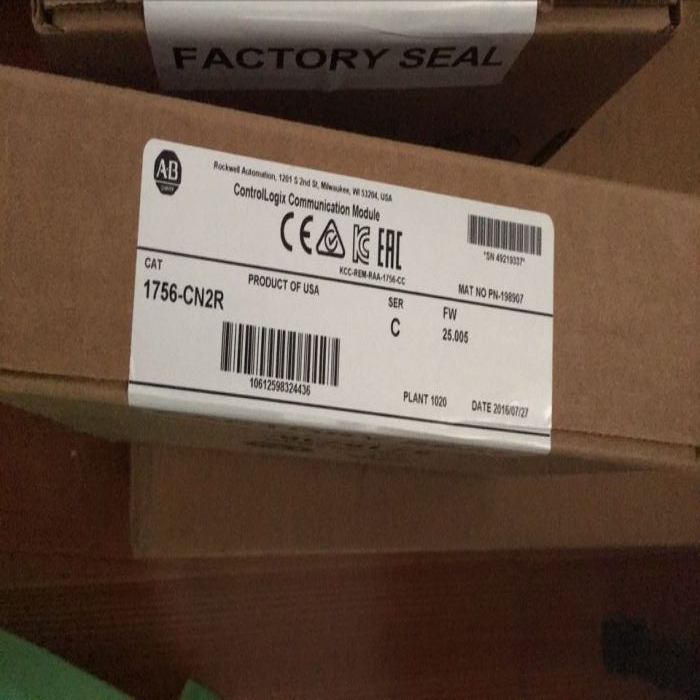 FACTORY SEAL
A-B
Rockwell Automation, 1201 S 2nd St, Milwaukee, WI 53204, USA
ControlLogix Communication Module
CE EAC
KCC-REM-RAA-1756-CC
*SN 49219337*
CAT
PRODUCT OF USA
MAT NO PN-198907
1756-CN2R
SER
C
FW
25.005
10612598324436
PLANT 1020
DATE 2016/07/27